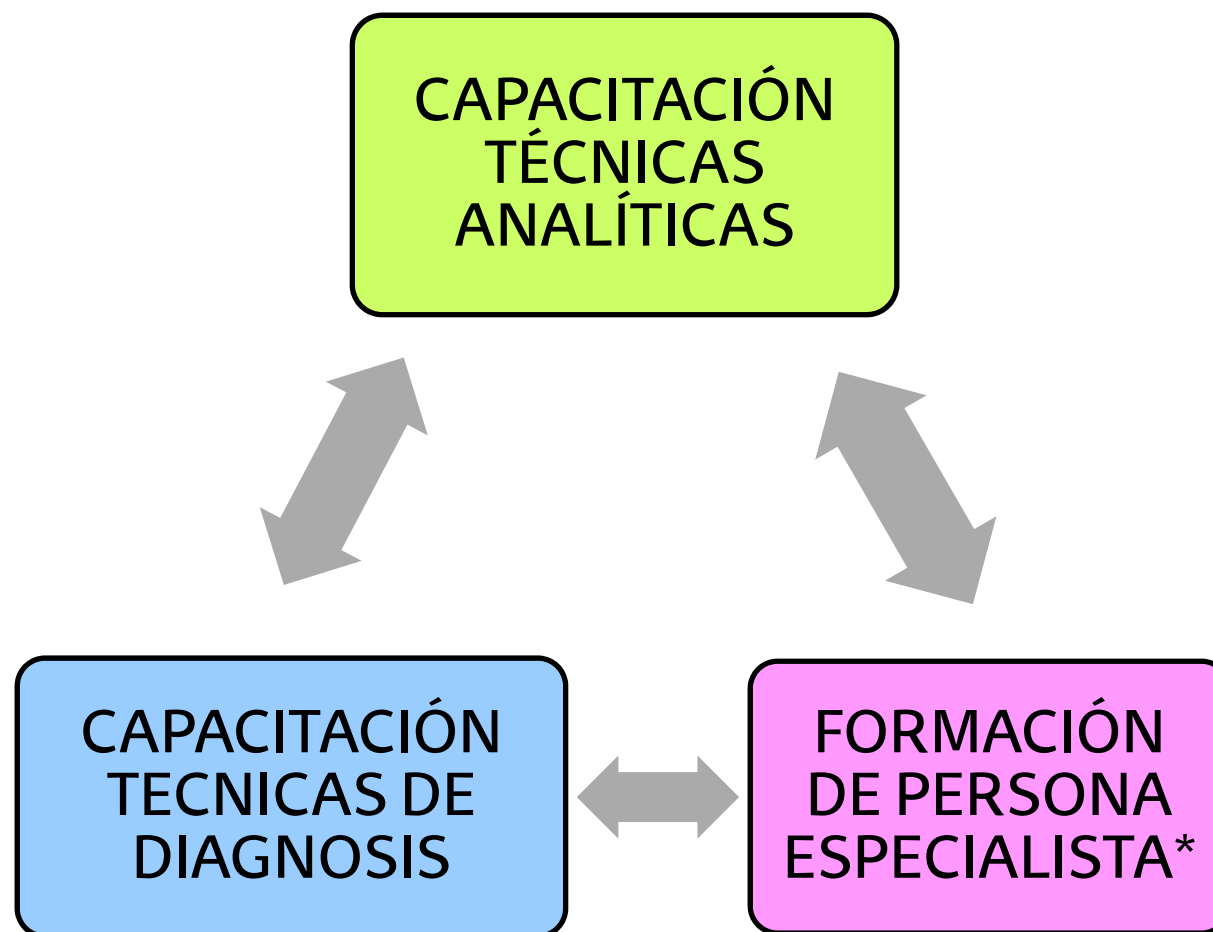 CAPACITACIÓN
TÉCNICAS
ANALÍTICAS
CAPACITACIÓN
TECNICAS DE
DIAGNOSIS
FORMACIÓN
DE PERSONA
ESPECIALISTA*